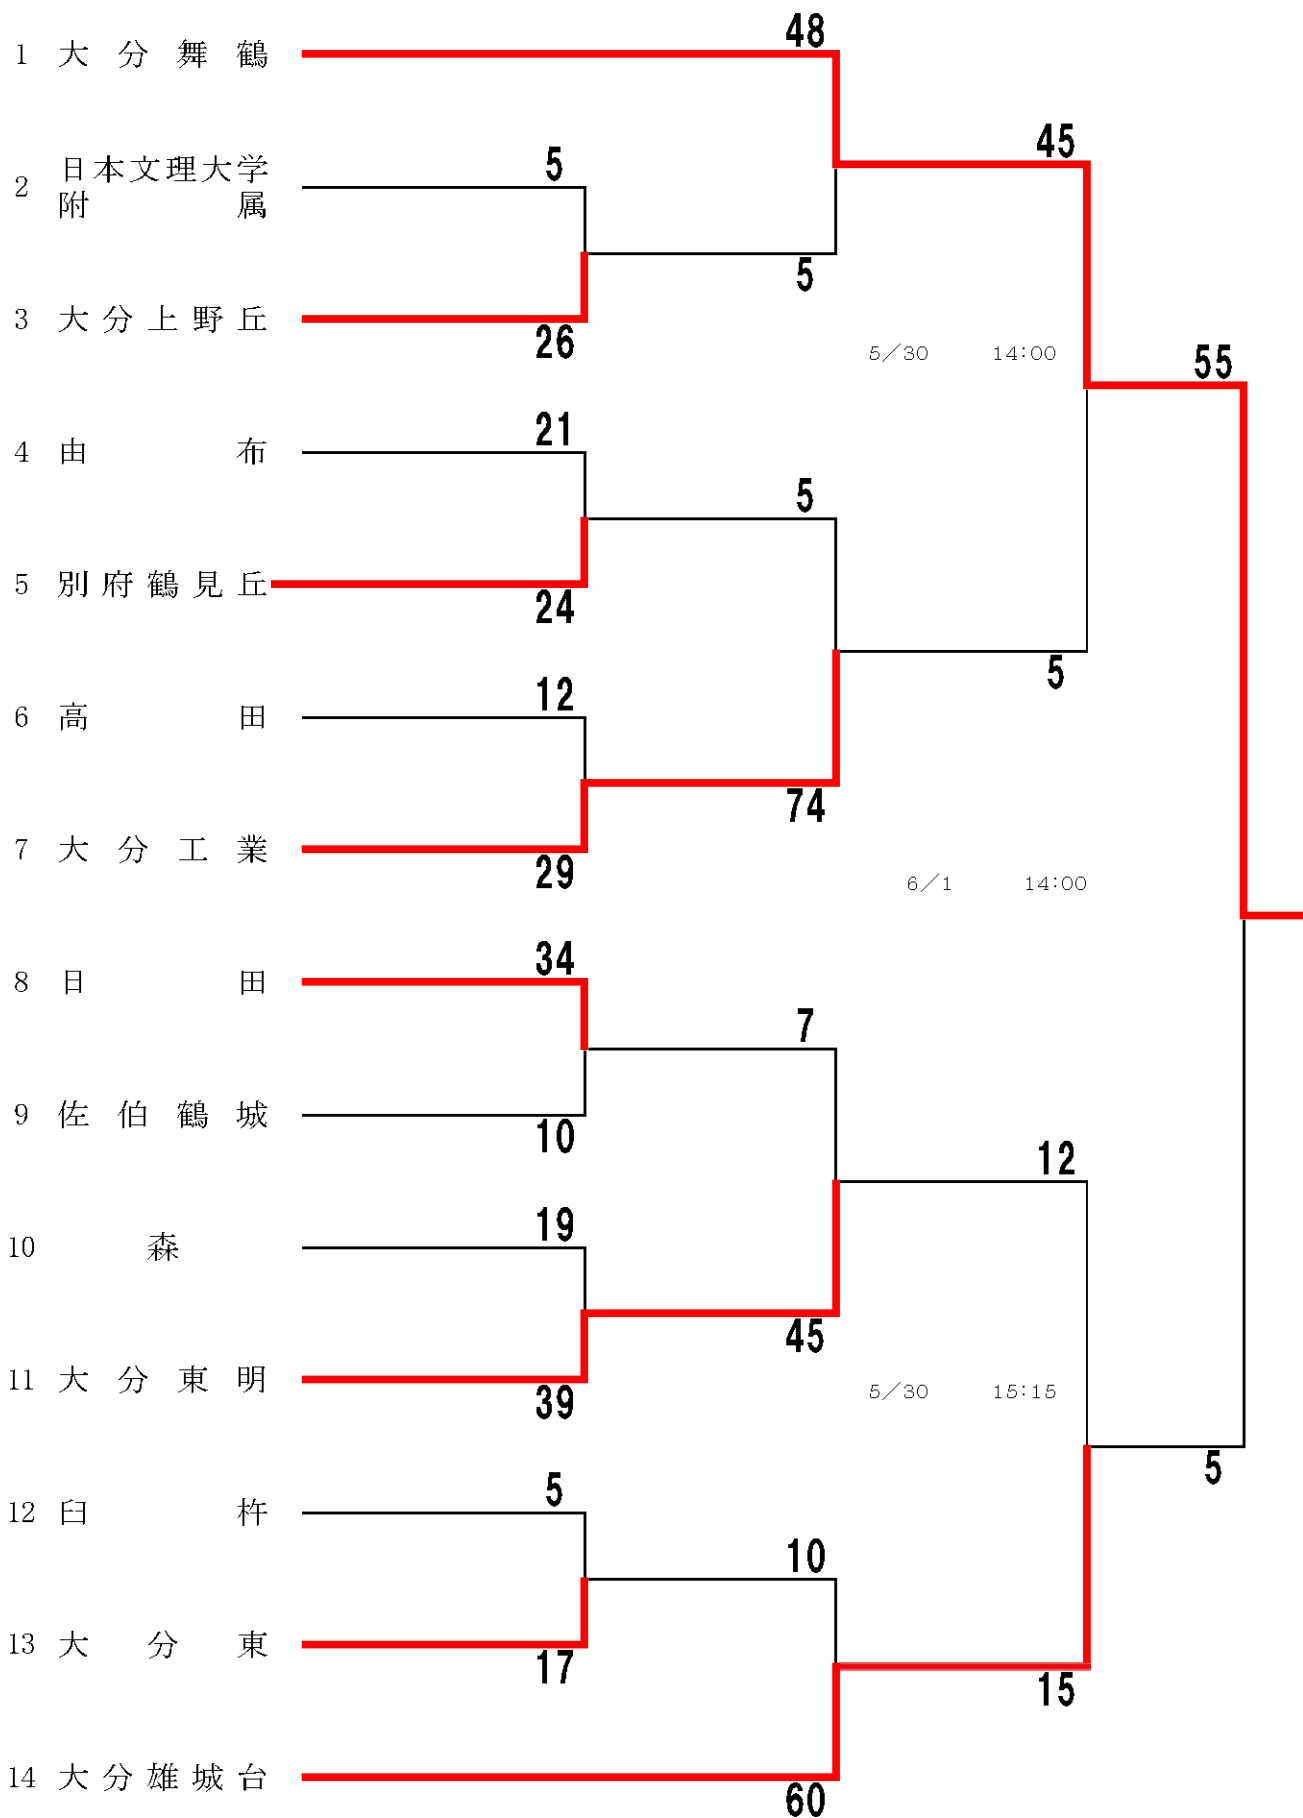 48
1 大分舞鶴
45
2 日本文理大学
附属
5
5
3 大分上野丘
26
5/30 14:00
55
4 由布
21
5
5 別府鶴見丘
24
5
6 高田
12
74
7 大分工業
29
6/1 14:00
8 日田
34
7
9 佐伯鶴城
10
12
10 森
19
45
11 大分東明
39
5/30 15:15
5
12 臼杵
5
10
13 大分東
17
15
14 大分雄城台
60